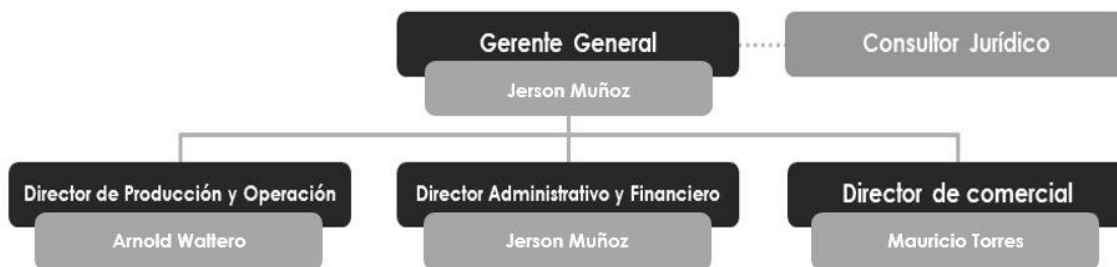 Gerente General
Consultor Jurídico
Jerson Muñoz
Director de Producción y Operación
Director Administrativo y Financiero
Director de comercial
Arnold Waltero
Jerson Muñoz
Mauricio Torres